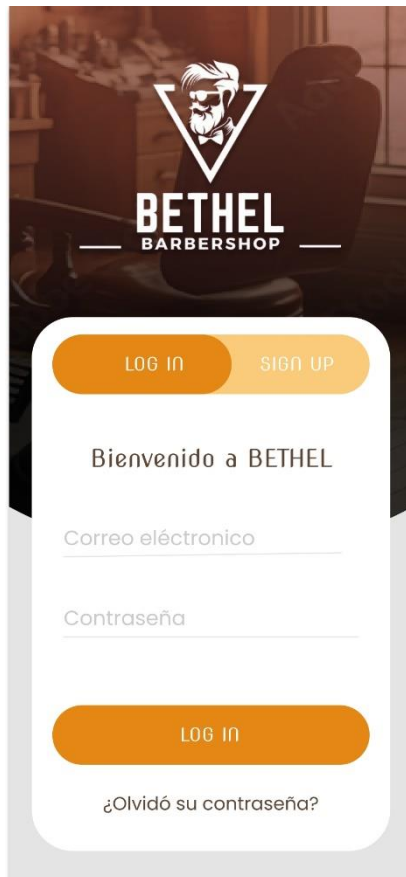 BETHEL
BARBERSHOP
LOG IN
SIGN UP
Bienvenido a BETHEL
Correo eléctronico
Contraseña
LOG IN
¿Olvidó su contraseña?